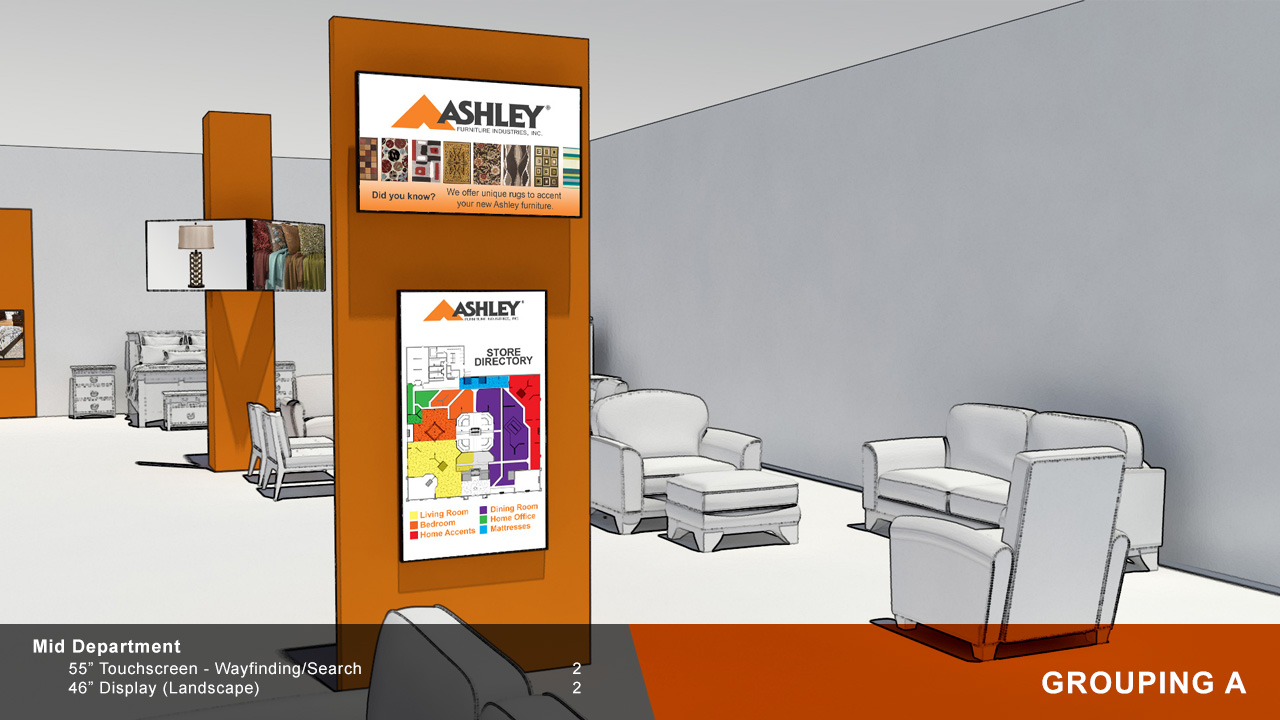 ASHLEY®
FURNITURE INDUSTRIES, INC.
Did you know?
We offer unique rugs to accent
your new Ashley furniture.
ASHLEY®
FURNITURE INDUSTRIES, INC.
STORE
DIRECTORY
Living Room
Bedroom
Home Accents
Dining Room
Home Office
Mattresses
Mid Department
55” Touchscreen - Wayfinding/Search 2
46” Display (Landscape) 2
GROUPING A